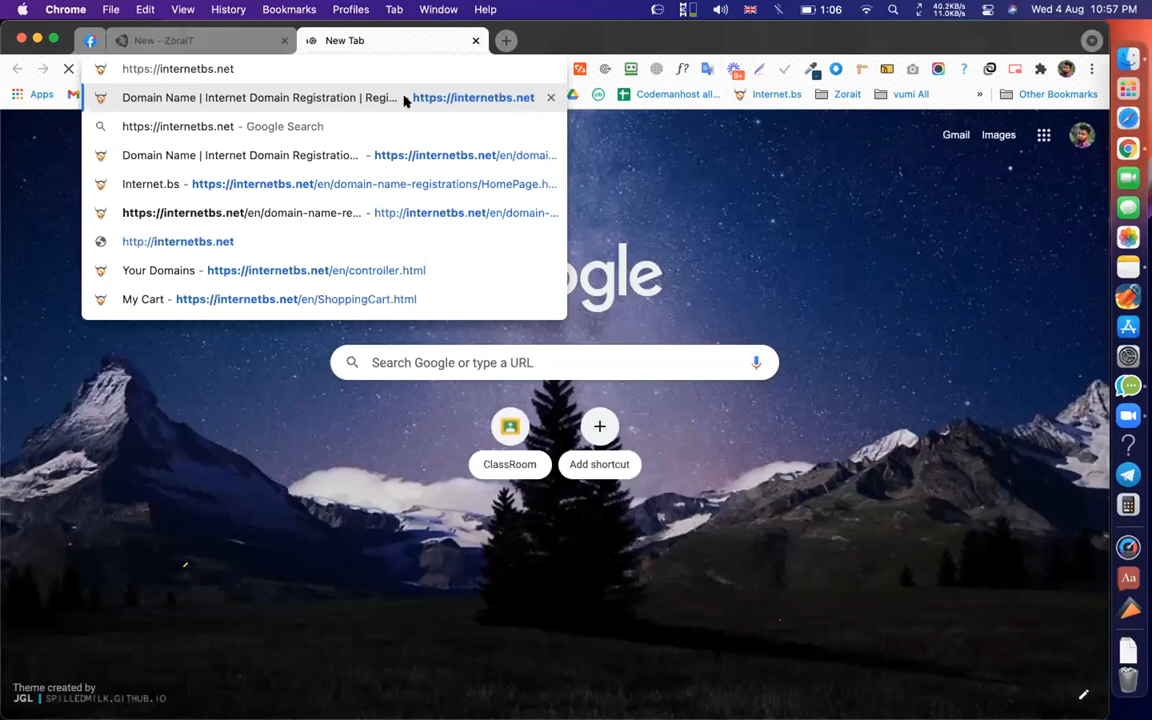 Chrome File Edit View History Bookmarks Profiles Tab Window Help 1:06 40.2KB/s 11.0KB/s Wed 4 Aug 10:57 PM
New - ZoraIT
New Tab
https://internetbs.net
Domain Name | Internet Domain Registration | Regi... https://internetbs.net
https://internetbs.net - Google Search
Domain Name | Internet Domain Registratio... - https://internetbs.net/en/domai...
Internet.bs - https://internetbs.net/en/domain-name-registrations/HomePage.h...
https://internetbs.net/en/domain-name-re... - http://internetbs.net/en/domain-...
http://internetbs.net
Your Domains - https://internetbs.net/en/controller.html
My Cart - https://internetbs.net/en/ShoppingCart.html
Apps
Codemanhost all...
Internet.bs
Zorait
vumi All
»
Other Bookmarks
Gmail Images
ogle
Search Google or type a URL
ClassRoom
Add shortcut
Theme created by
JGL | SPILLEDMILK.GITHUB.IO